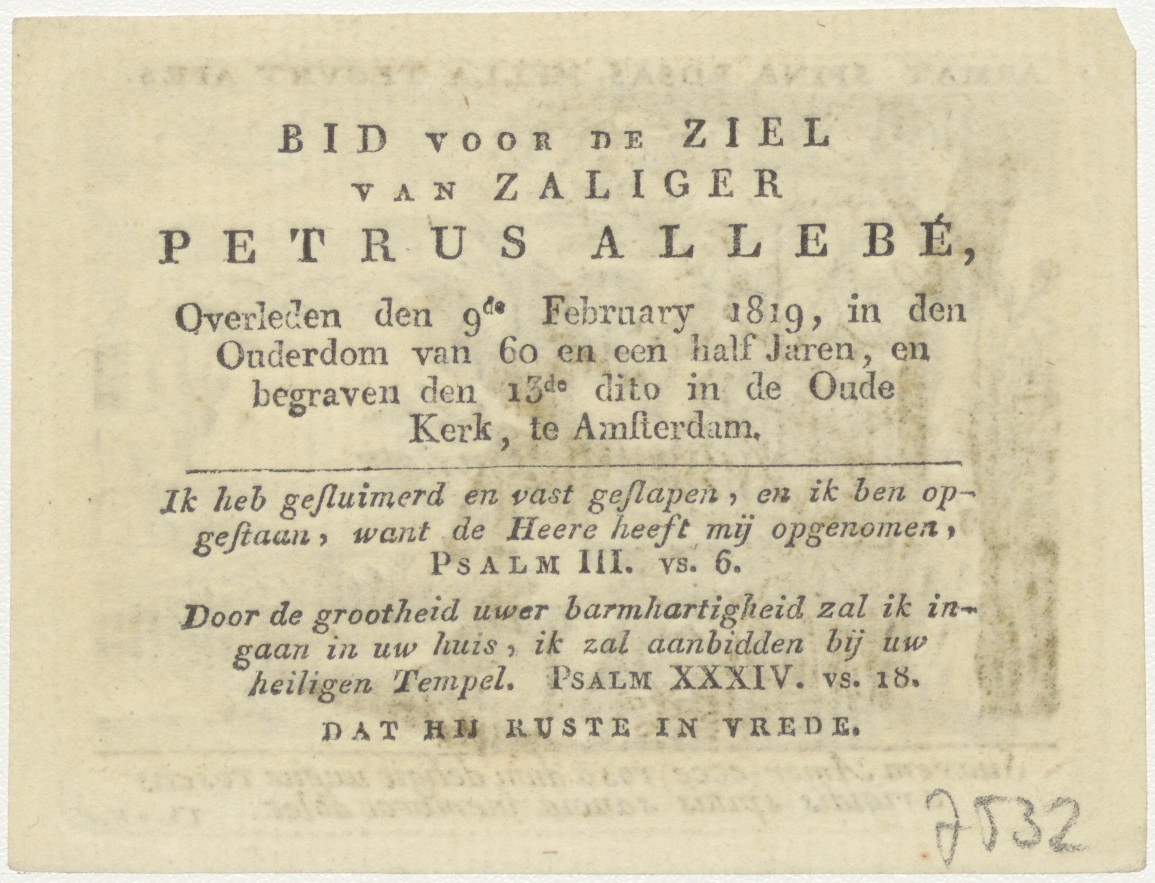 BID VOOR DE ZIEL
VAN ZALIGER
PETRUS ALLEBÉ,
Overleden den 9de February 1819, in den
Ouderdom van 60 en een half Jaren, en
begraven den 13de dito in de Oude
Kerk, te Amſterdam.
Ik heb geſluimerd en vast geſlapen, en ik ben op-
geſtaan, want de Heere heeft mij opgenomen,
PSALM III. vs. 6.
Door de grootheid uwer barmhartigheid zal ik in-
gaan in uw huis, ik zal aanbidden bij uw
heiligen Tempel. PSALM XXXIV. vs. 18.
DAT HIJ RUSTE IN VREDE.